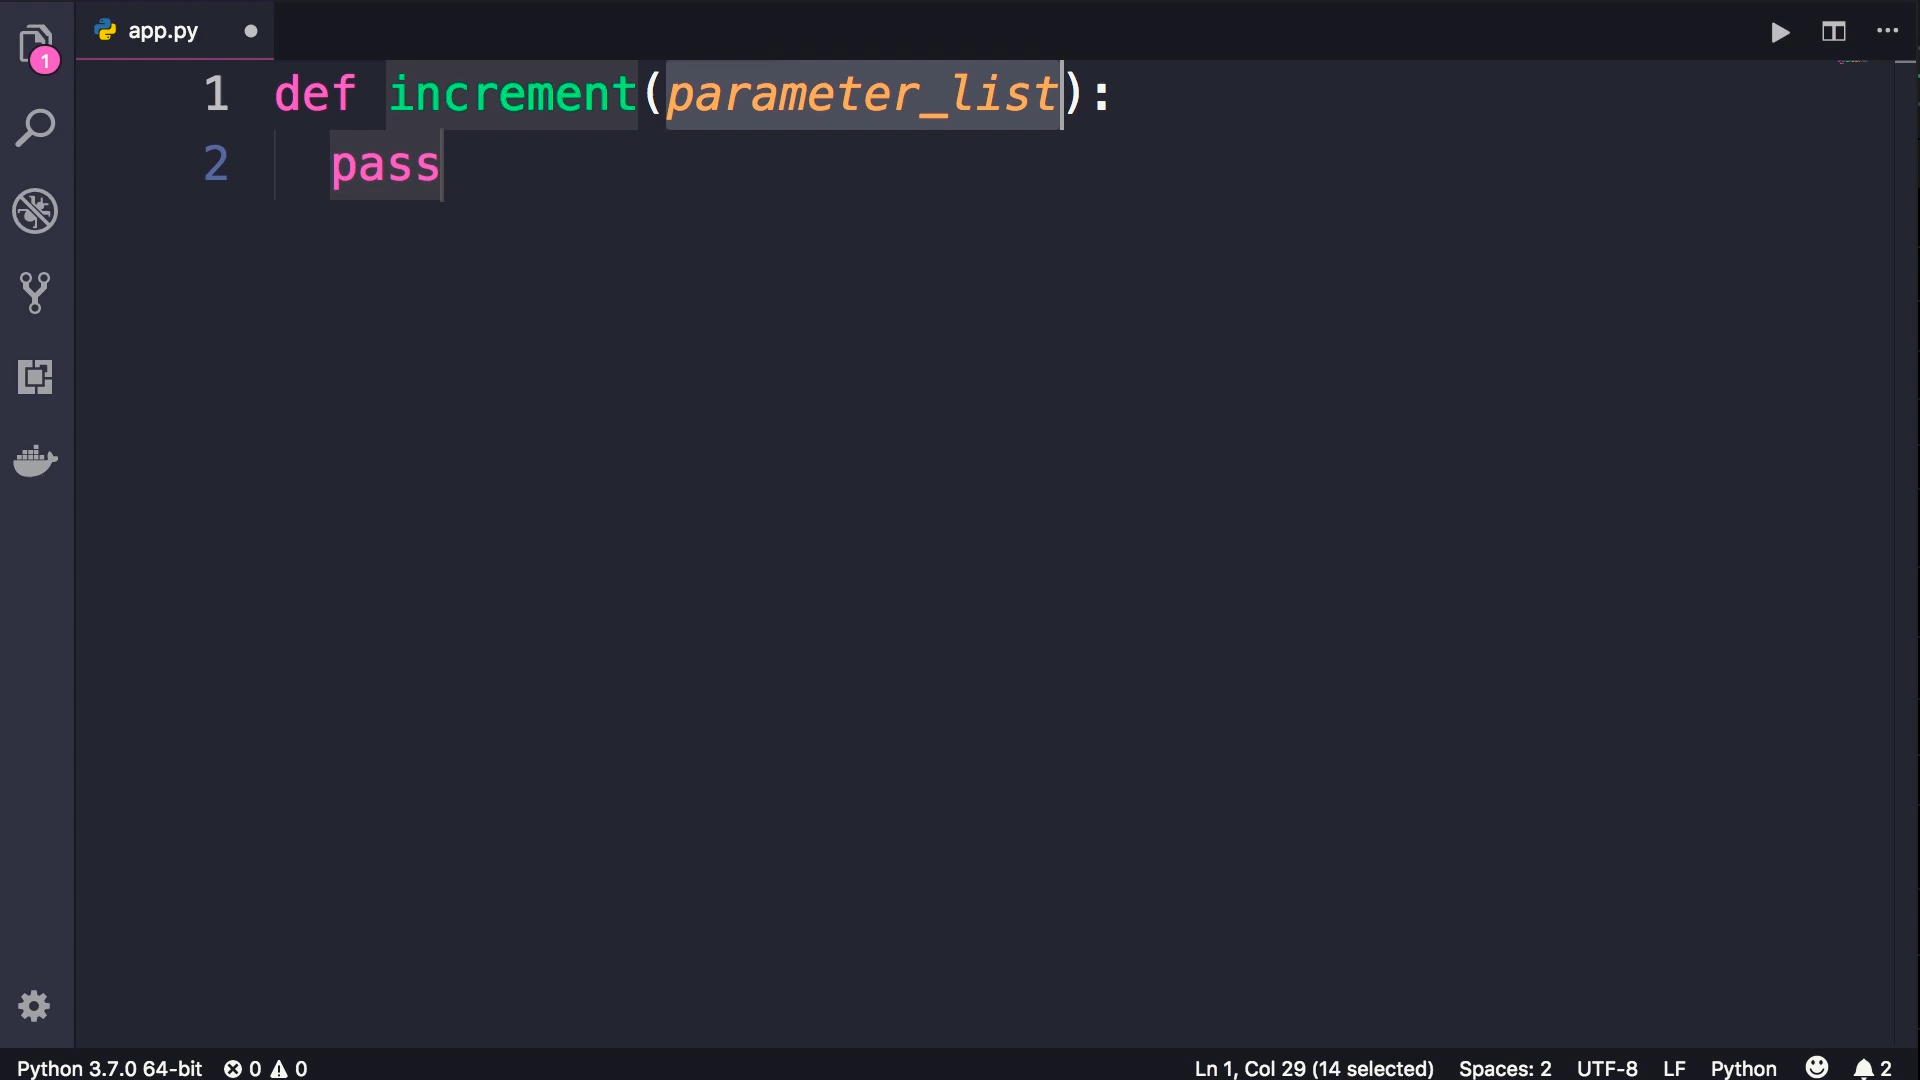 app.py
1
1 def increment(parameter_list):
2 pass
Python 3.7.0 64-bit 0 0 Ln 1, Col 29 (14 selected) Spaces: 2 UTF-8 LF Python 2